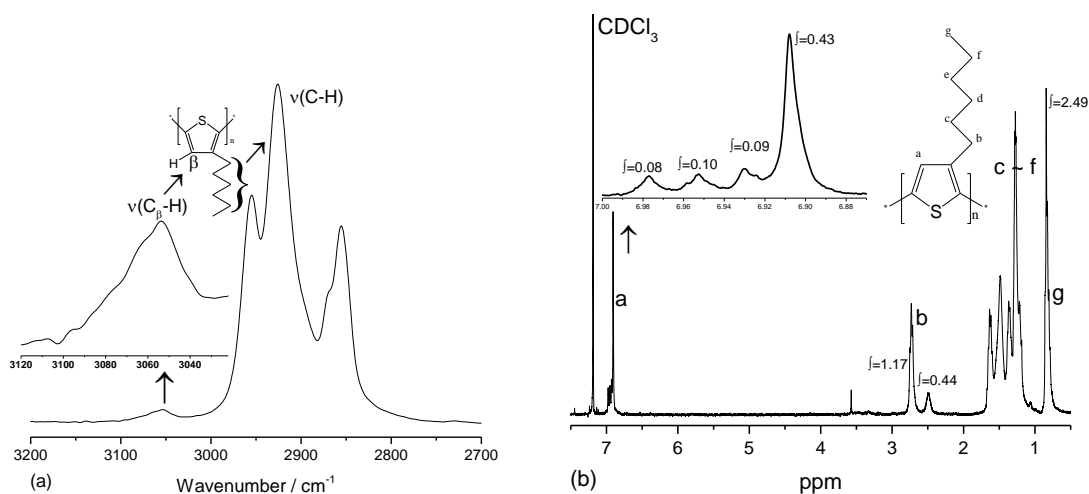 ν(C-H)
S
n
H
β
ν(Cβ-H)
3120 3100 3080 3060 3040
3200 3100 3000 2900 2800 2700
(a)
Wavenumber / cm⁻¹
CDCl₃
∫=0.43
∫=0.09
∫=0.08
∫=0.10
7.00 6.98 6.96 6.94 6.92 6.90 6.88
g
f
e
d
c
b
a
S
* n *
c ~ f
∫=2.49
a
b
g
∫=1.17
∫=0.44
7 6 5 4 3 2 1
(b)
ppm